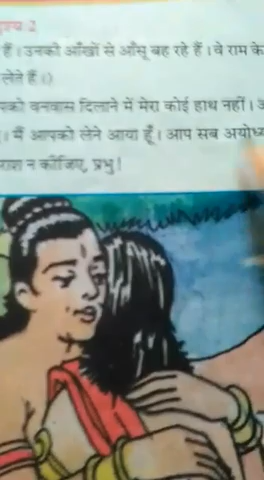 दृश्य 2
हैं। उनकी आँखों से आँसू बह रहे हैं। वे राम के
लेते हैं।)
पको वनवास दिलाने में मेरा कोई हाथ नहीं।
। मैं आपको लेने आया हूँ। आप सब अयोध्य
राश न कीजिए, प्रभु!